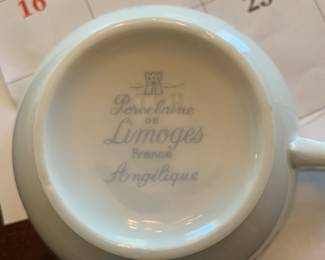 16
23
Porcelaine
DE
Limoges
France
Angélique